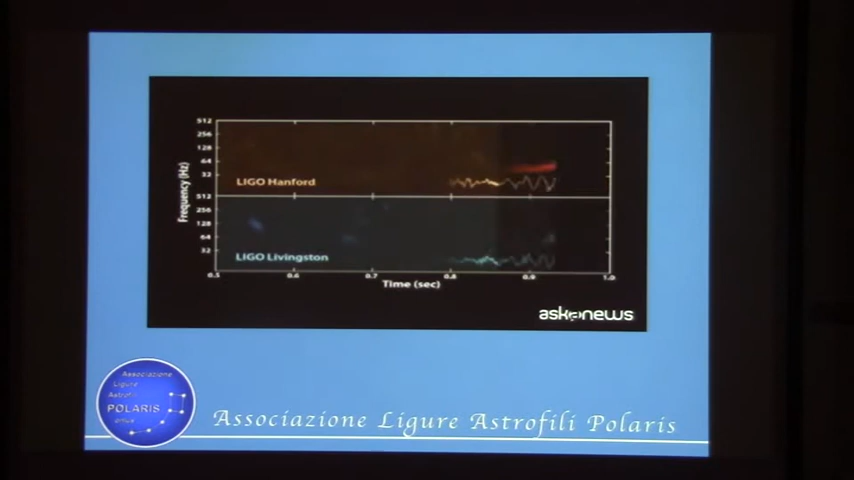 512
256
128
64
32
LIGO Hanford
Frequency (Hz)
512
256
128
64
32
LIGO Livingston
0.5 0.6 0.7 0.8 0.9 1.0
Time (sec)
askanews
Associazione
Ligure
Astrofili
POLARIS
Associazione Ligure Astrofili Polaris